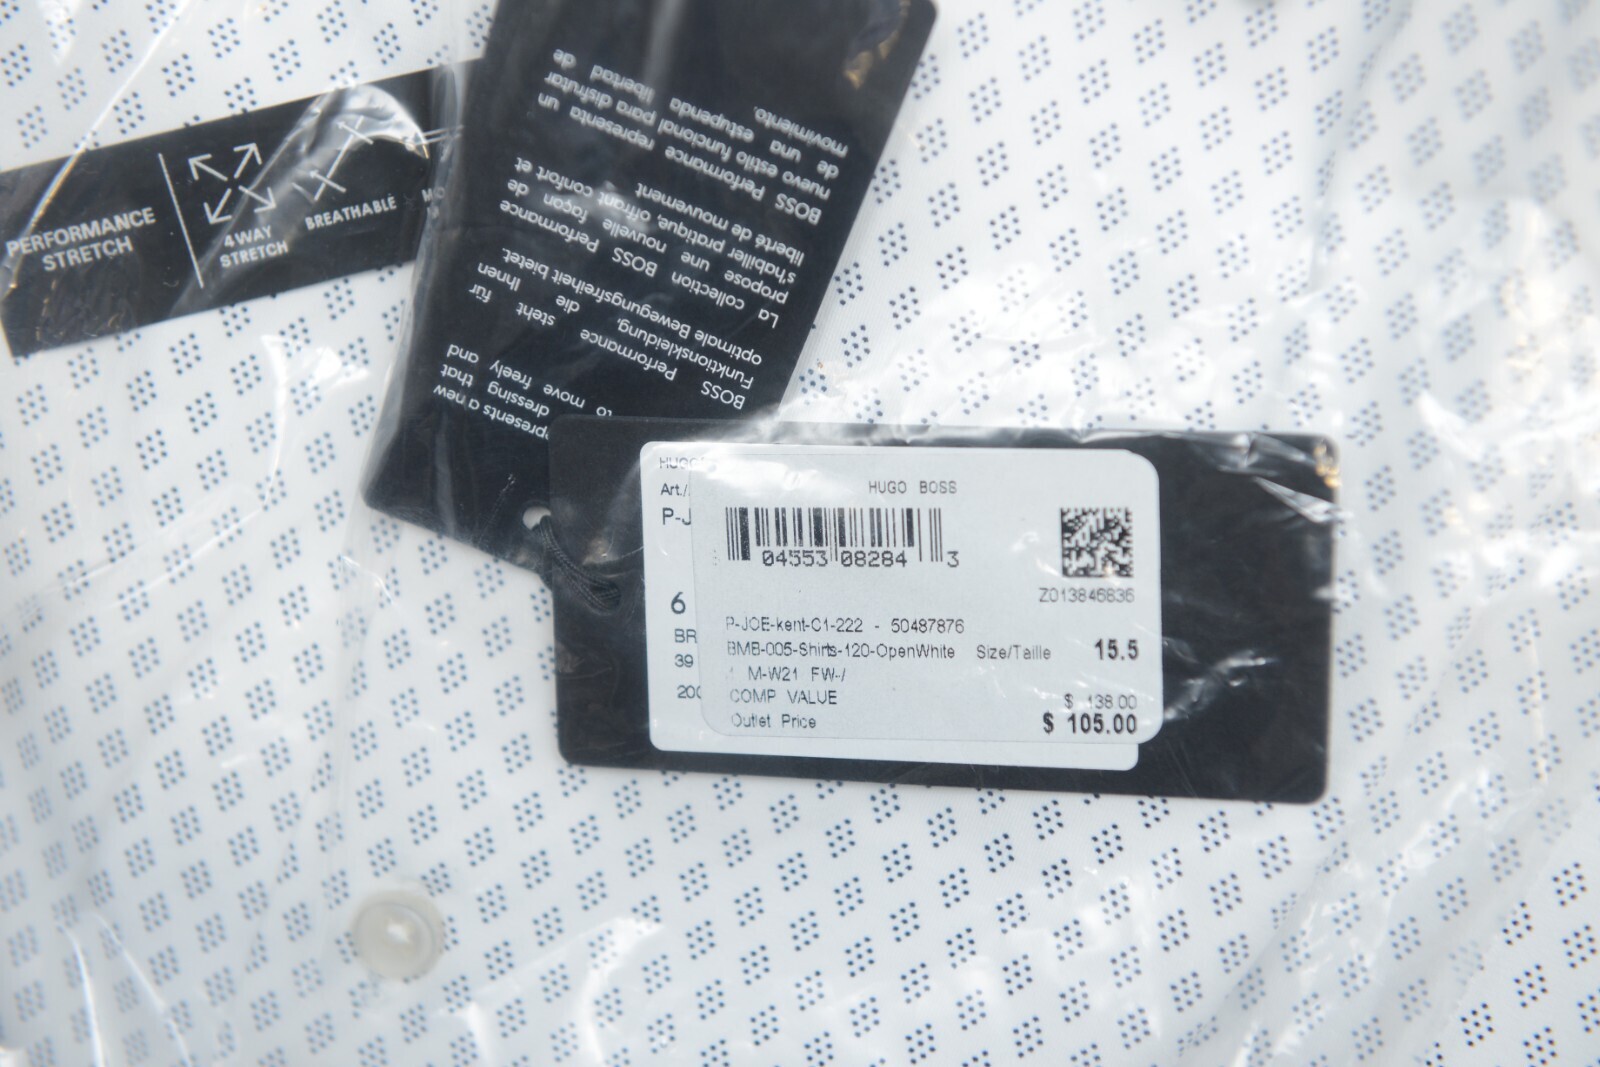 PERFORMANCE
STRETCH
4 WAY
STRETCH
BREATHABLE
presents a new
dressing that
to move freely and
BOSS Performance steht für
Funktionskleidung, die Ihnen
optimale Bewegungsfreiheit bietet.
La collection BOSS Performance
propose une nouvelle façon de
s'habiller pratique, offrant confort et
liberté de mouvement
BOSS Performance representa un
nuevo estilo funcional para disfrutar
de una estupenda libertad de
movimiento.
HUGO
Art./
P-J
6
BR
39
200
HUGO BOSS
04553 08284 3
Z013846836
P-JOE-kent-C1-222 - 50487876
BMB-005-Shirts-120-OpenWhite Size/Taille 15.5
M-W21 FW-/
COMP VALUE $ 138.00
Outlet Price $ 105.00